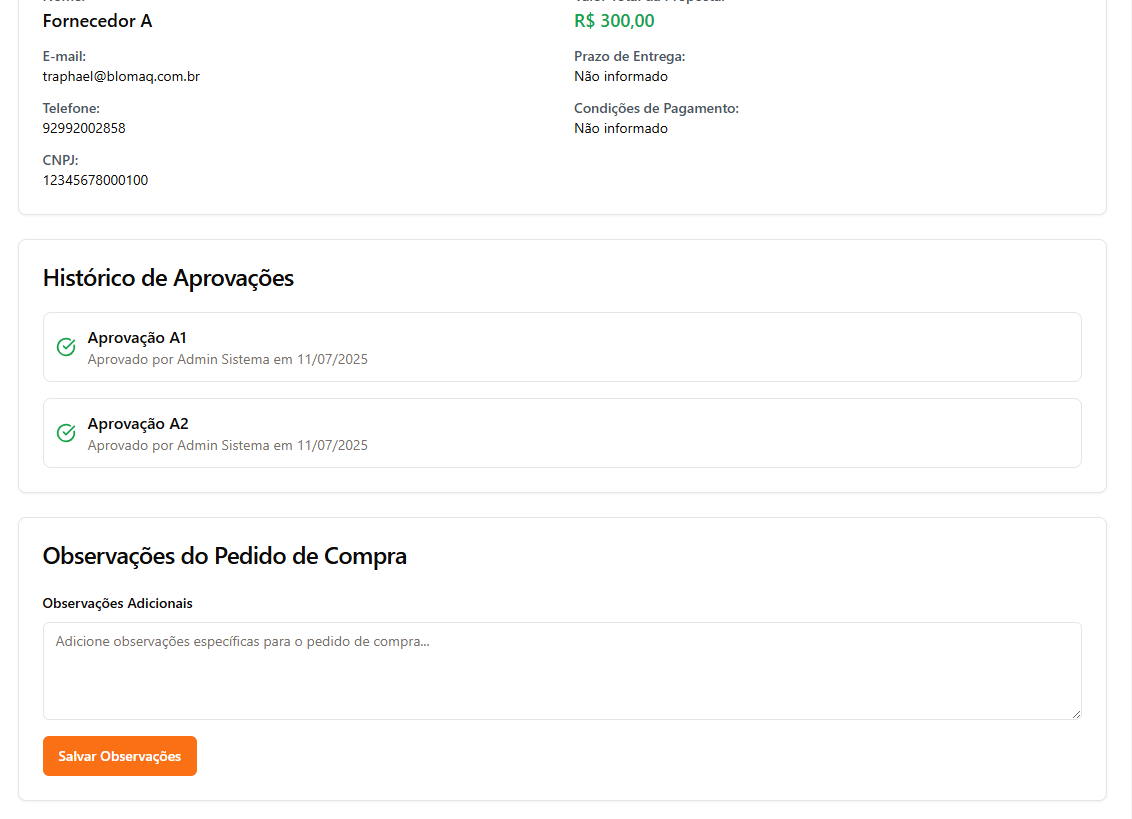 Fornecedor A
R$ 300,00
E-mail:
traphael@blomaq.com.br
Prazo de Entrega:
Não informado
Telefone:
92992002858
Condições de Pagamento:
Não informado
CNPJ:
12345678000100
Histórico de Aprovações
Aprovação A1
Aprovado por Admin Sistema em 11/07/2025
Aprovação A2
Aprovado por Admin Sistema em 11/07/2025
Observações do Pedido de Compra
Observações Adicionais
Adicione observações específicas para o pedido de compra...
Salvar Observações